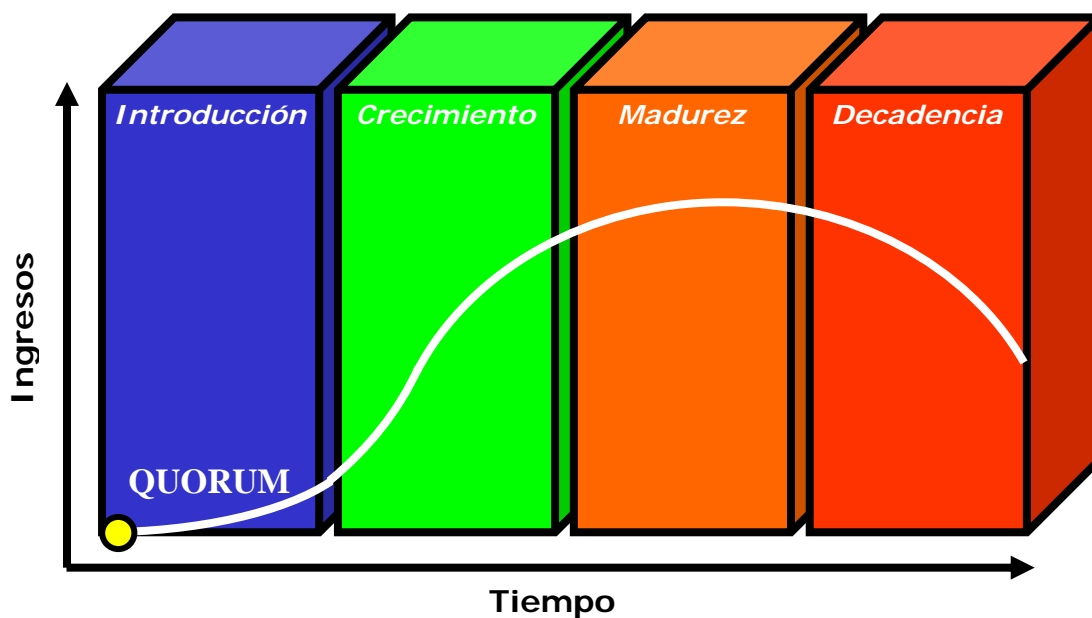 Introducción
Crecimiento
Madurez
Decadencia
Ingresos
QUORUM
Tiempo